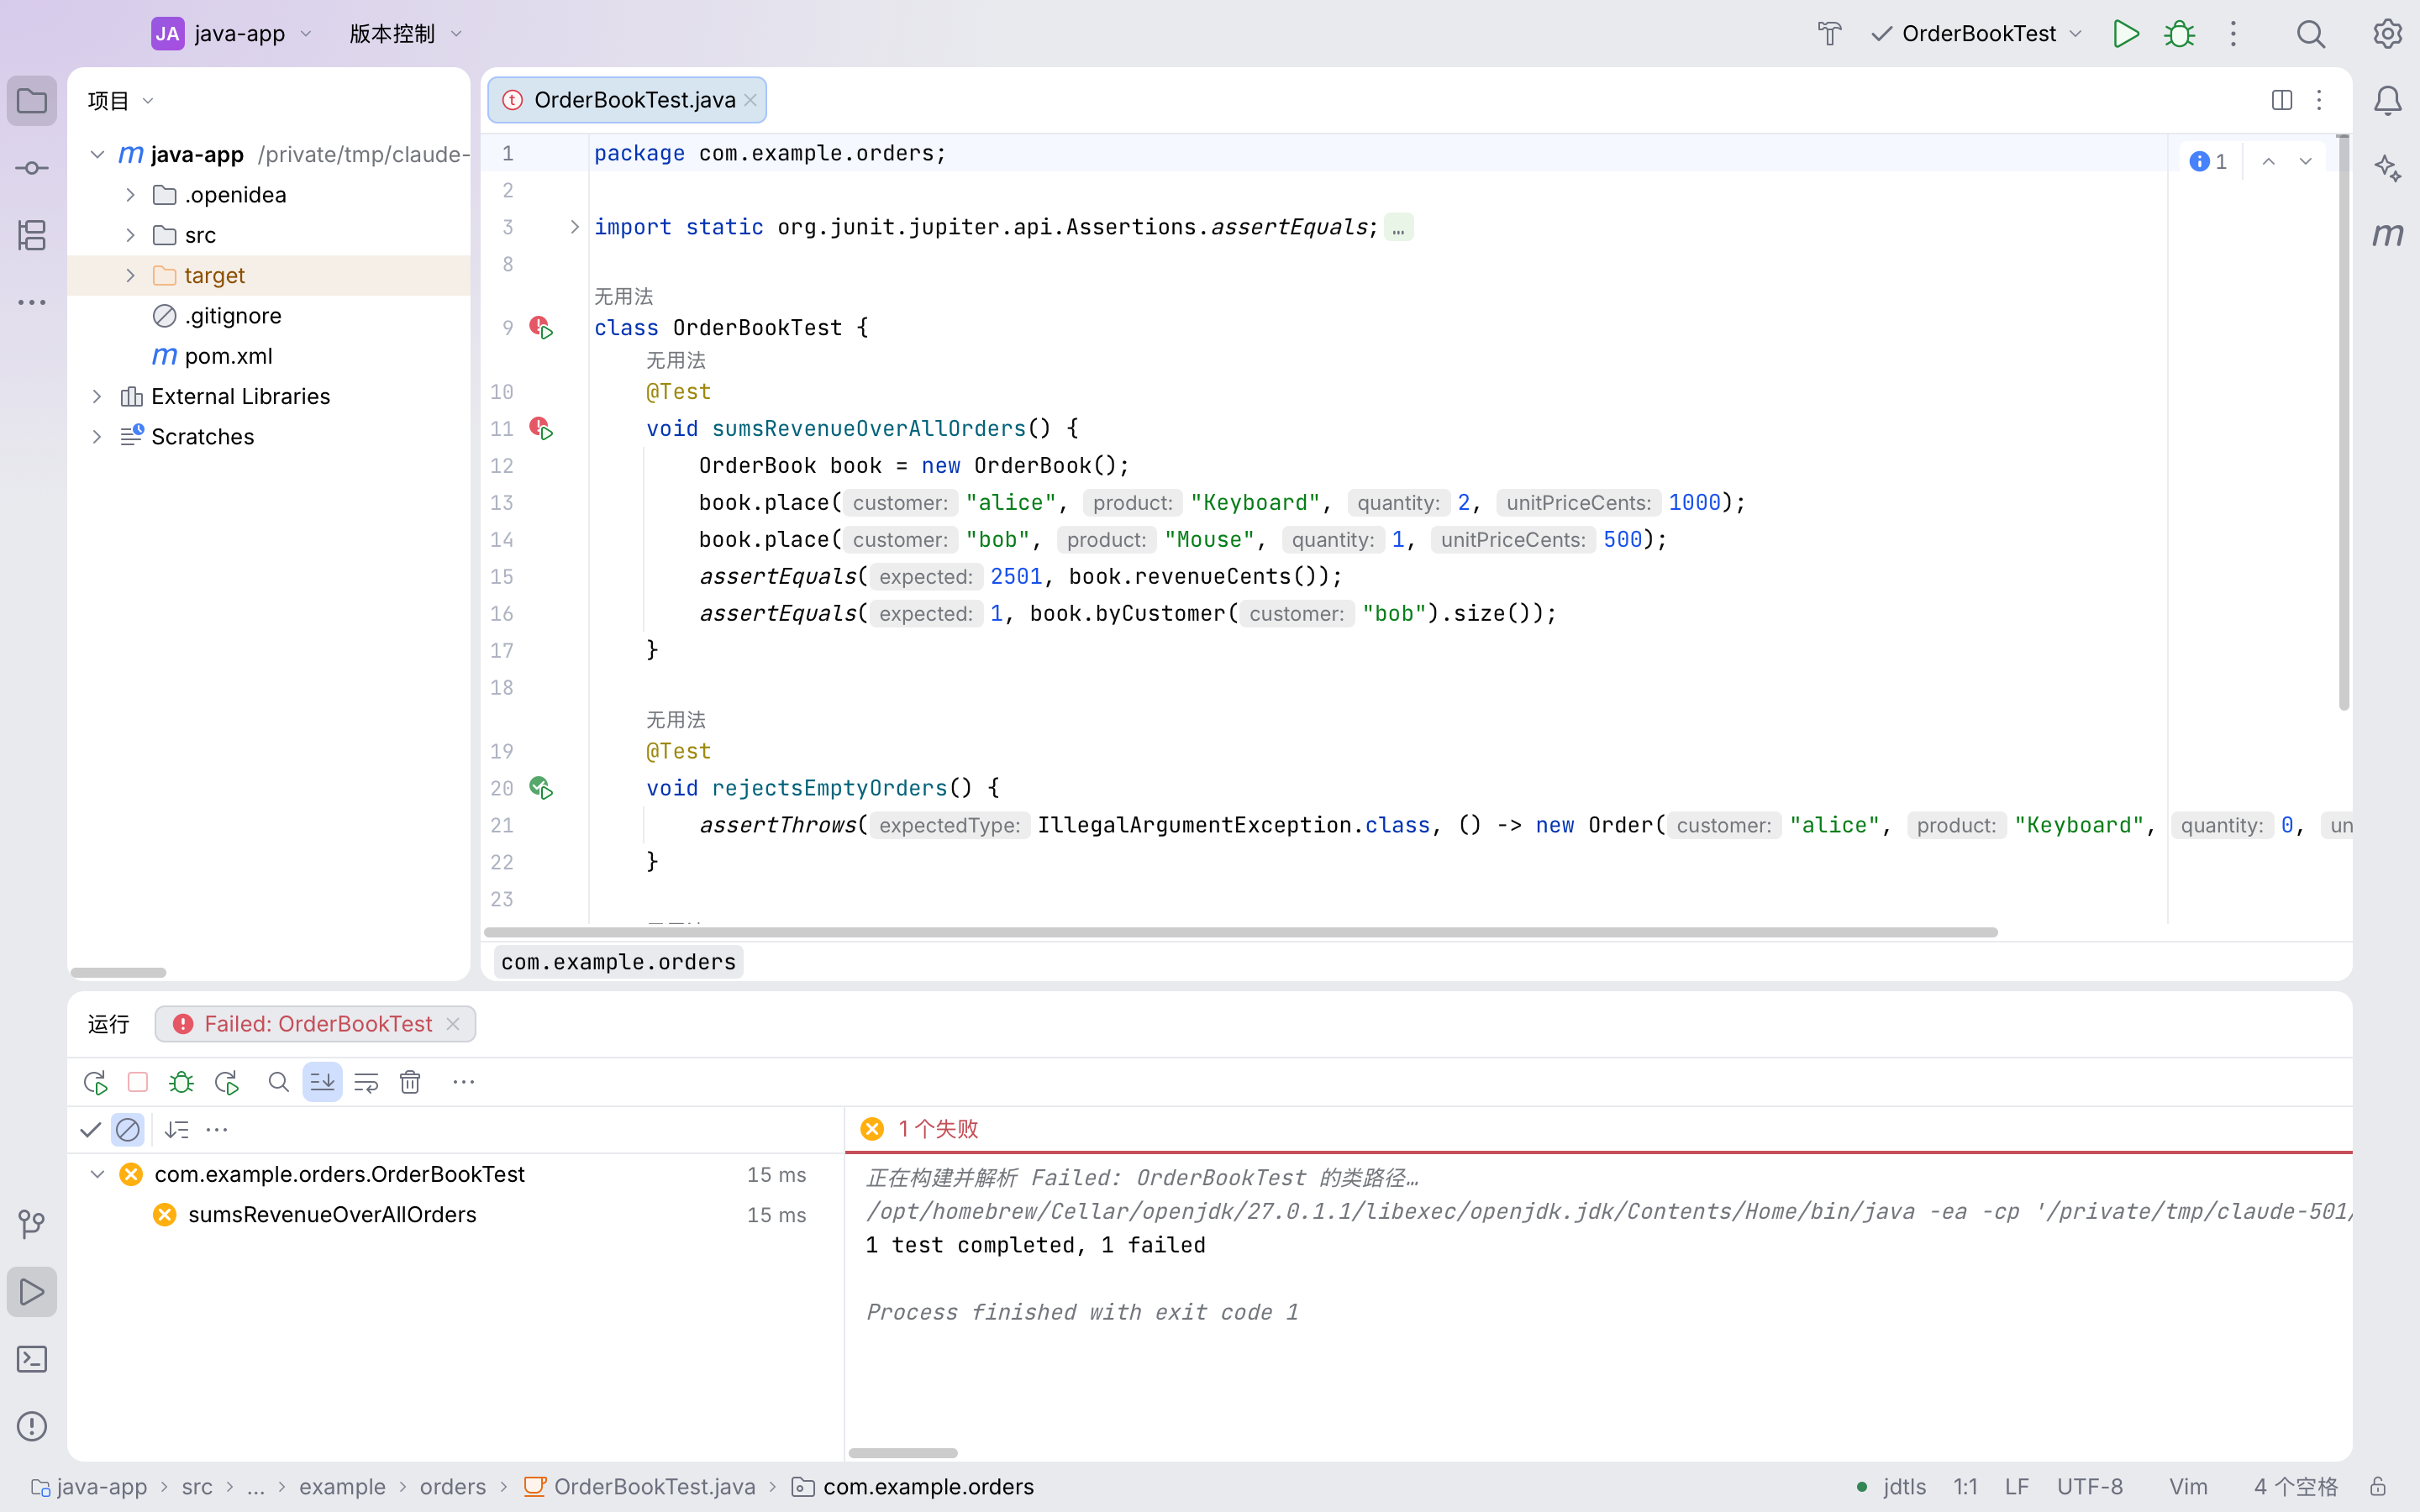 JA java-app 版本控制 OrderBookTest
项目
java-app /private/tmp/claude-
.openidea
src
target
.gitignore
m pom.xml
External Libraries
Scratches
OrderBookTest.java
1 package com.example.orders;
1
2
3 import static org.junit.jupiter.api.Assertions.assertEquals; …
8
无用法
9 class OrderBookTest {
无用法
10 @Test
11 void sumsRevenueOverAllOrders() {
12 OrderBook book = new OrderBook();
13 book.place( customer: "alice", product: "Keyboard", quantity: 2, unitPriceCents: 1000);
14 book.place( customer: "bob", product: "Mouse", quantity: 1, unitPriceCents: 500);
15 assertEquals( expected: 2501, book.revenueCents());
16 assertEquals( expected: 1, book.byCustomer( customer: "bob").size());
17 }
18
无用法
19 @Test
20 void rejectsEmptyOrders() {
21 assertThrows( expectedType: IllegalArgumentException.class, () -> new Order( customer: "alice", product: "Keyboard", quantity: 0, un
22 }
23
com.example.orders
运行 Failed: OrderBookTest
1 个失败
com.example.orders.OrderBookTest 15 ms
sumsRevenueOverAllOrders 15 ms
正在构建并解析 Failed: OrderBookTest 的类路径…
/opt/homebrew/Cellar/openjdk/27.0.1.1/libexec/openjdk.jdk/Contents/Home/bin/java -ea -cp '/private/tmp/claude-501/
1 test completed, 1 failed
Process finished with exit code 1
java-app > src > ... > example > orders > OrderBookTest.java > com.example.orders
jdtls 1:1 LF UTF-8 Vim 4 个空格